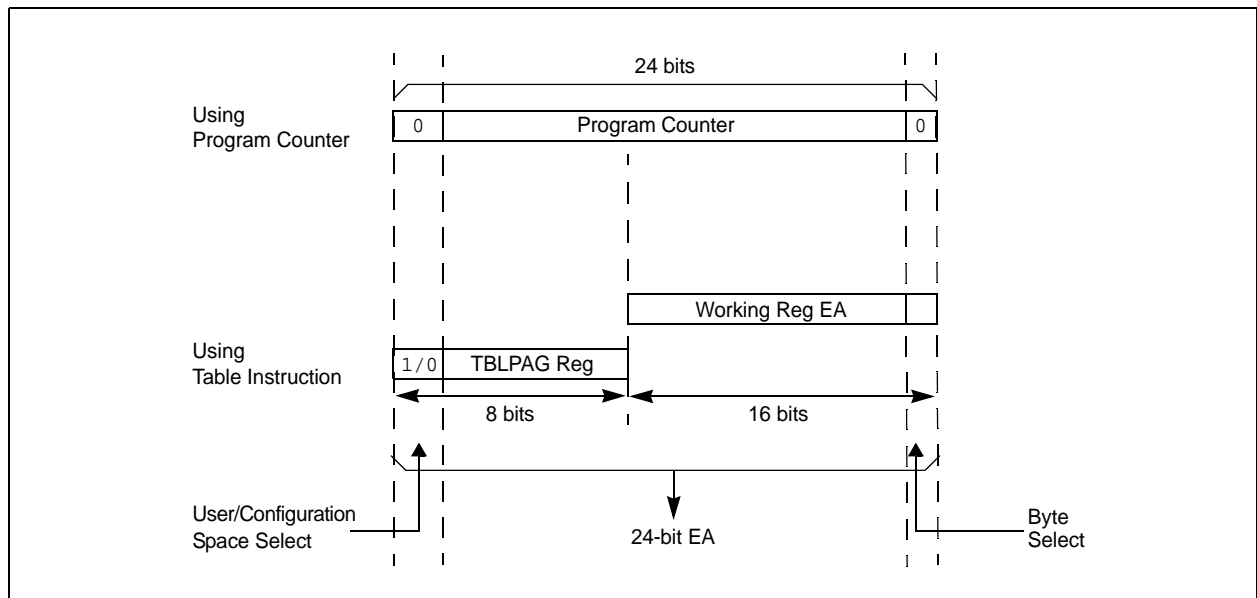 24 bits
Using
Program Counter
0
Program Counter
0
Working Reg EA
Using
Table Instruction
1/0
TBLPAG Reg
8 bits
16 bits
User/Configuration
Space Select
24-bit EA
Byte
Select